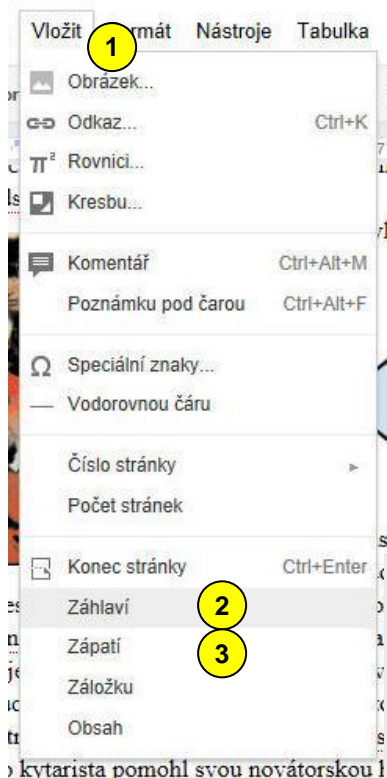 Vložit Formát Nástroje Tabulka
1
Obrázek...
Odkaz... Ctrl+K
π² Rovnici...
Kresbu...
Komentář Ctrl+Alt+M
Poznámku pod čarou Ctrl+Alt+F
Ω Speciální znaky...
Vodorovnou čáru
Číslo stránky
Počet stránek
Konec stránky Ctrl+Enter
Záhlaví 2
Zápatí 3
Záložku
Obsah
kytarista pomohl svou novátorskou